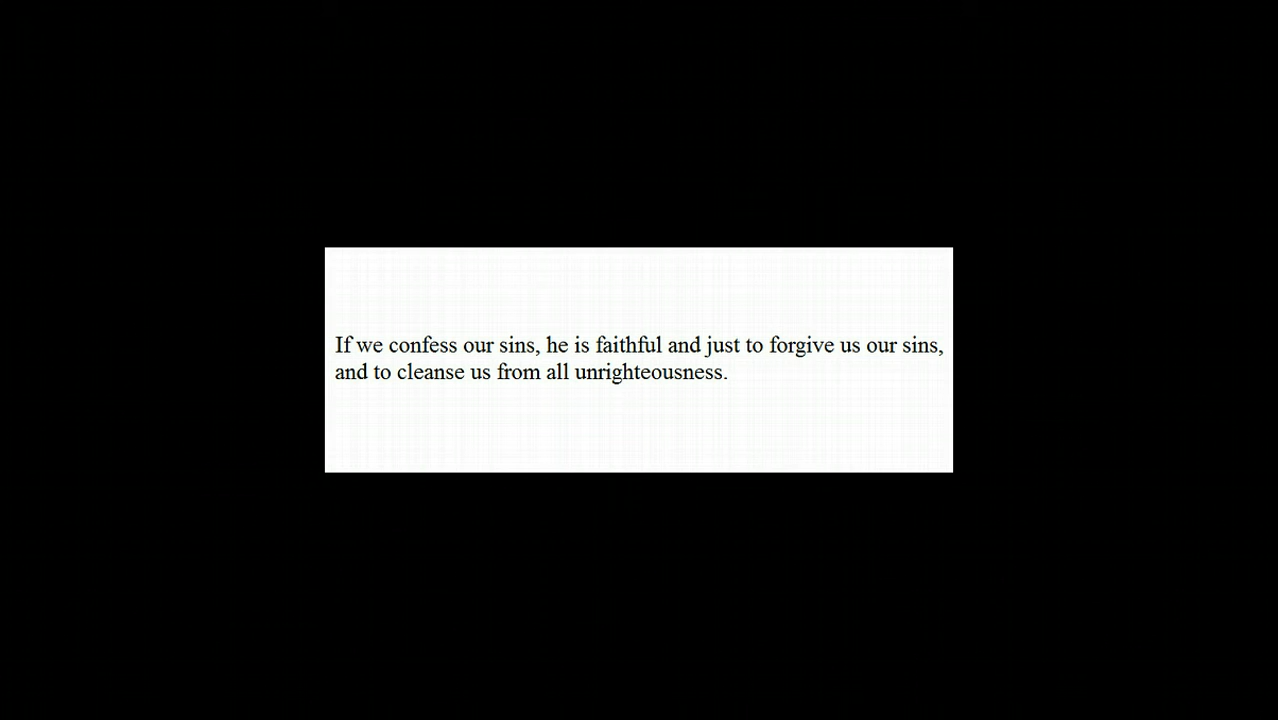 If we confess our sins, he is faithful and just to forgive us our sins,
and to cleanse us from all unrighteousness.